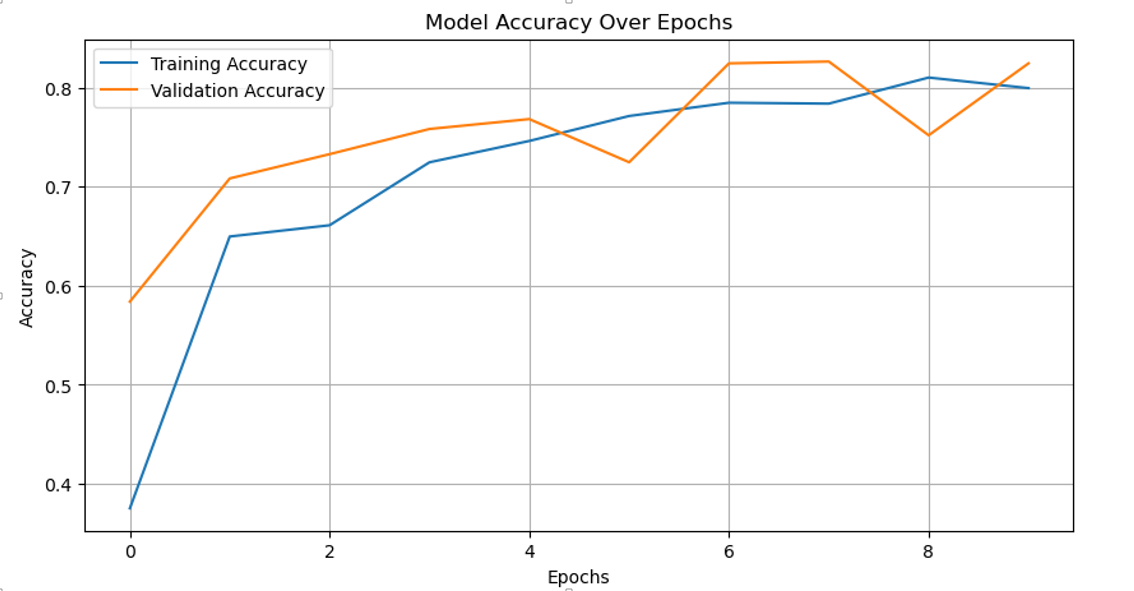 Model Accuracy Over Epochs
Training Accuracy
Validation Accuracy
0.8
0.7
0.6
0.5
0.4
Accuracy
0 2 4 6 8
Epochs